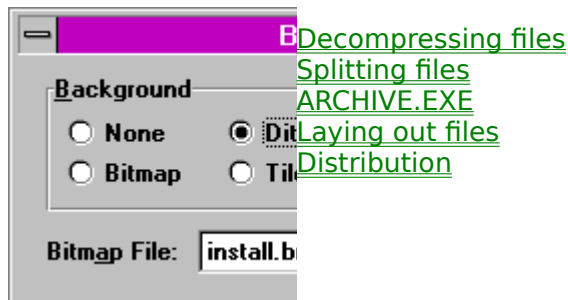 Decompressing files
Splitting files
ARCHIVE.EXE
Laying out files
Distribution
Background
None
Bitmap
Bitmap File: